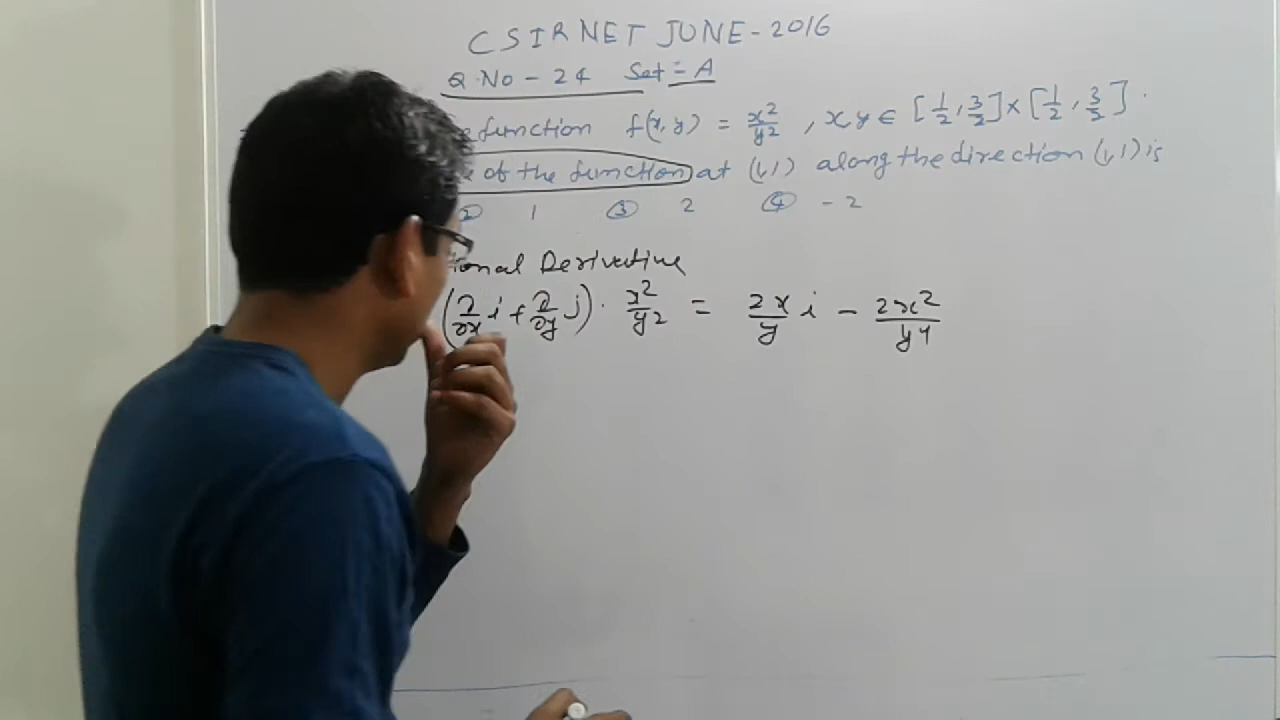 CSIR NET JUNE - 2016
Q.No - 24 Set = A
function f(x,y) = x²/y² , x y ∈ [1/2, 3/2] × [1/2, 3/2] .
of the function at (1,1) along the direction (1,1) is
② 1 ③ 2 ④ - 2
ional Derivative
(∂/∂x i + ∂/∂y j) · x²/y² = 2x/y i - 2x²/y4